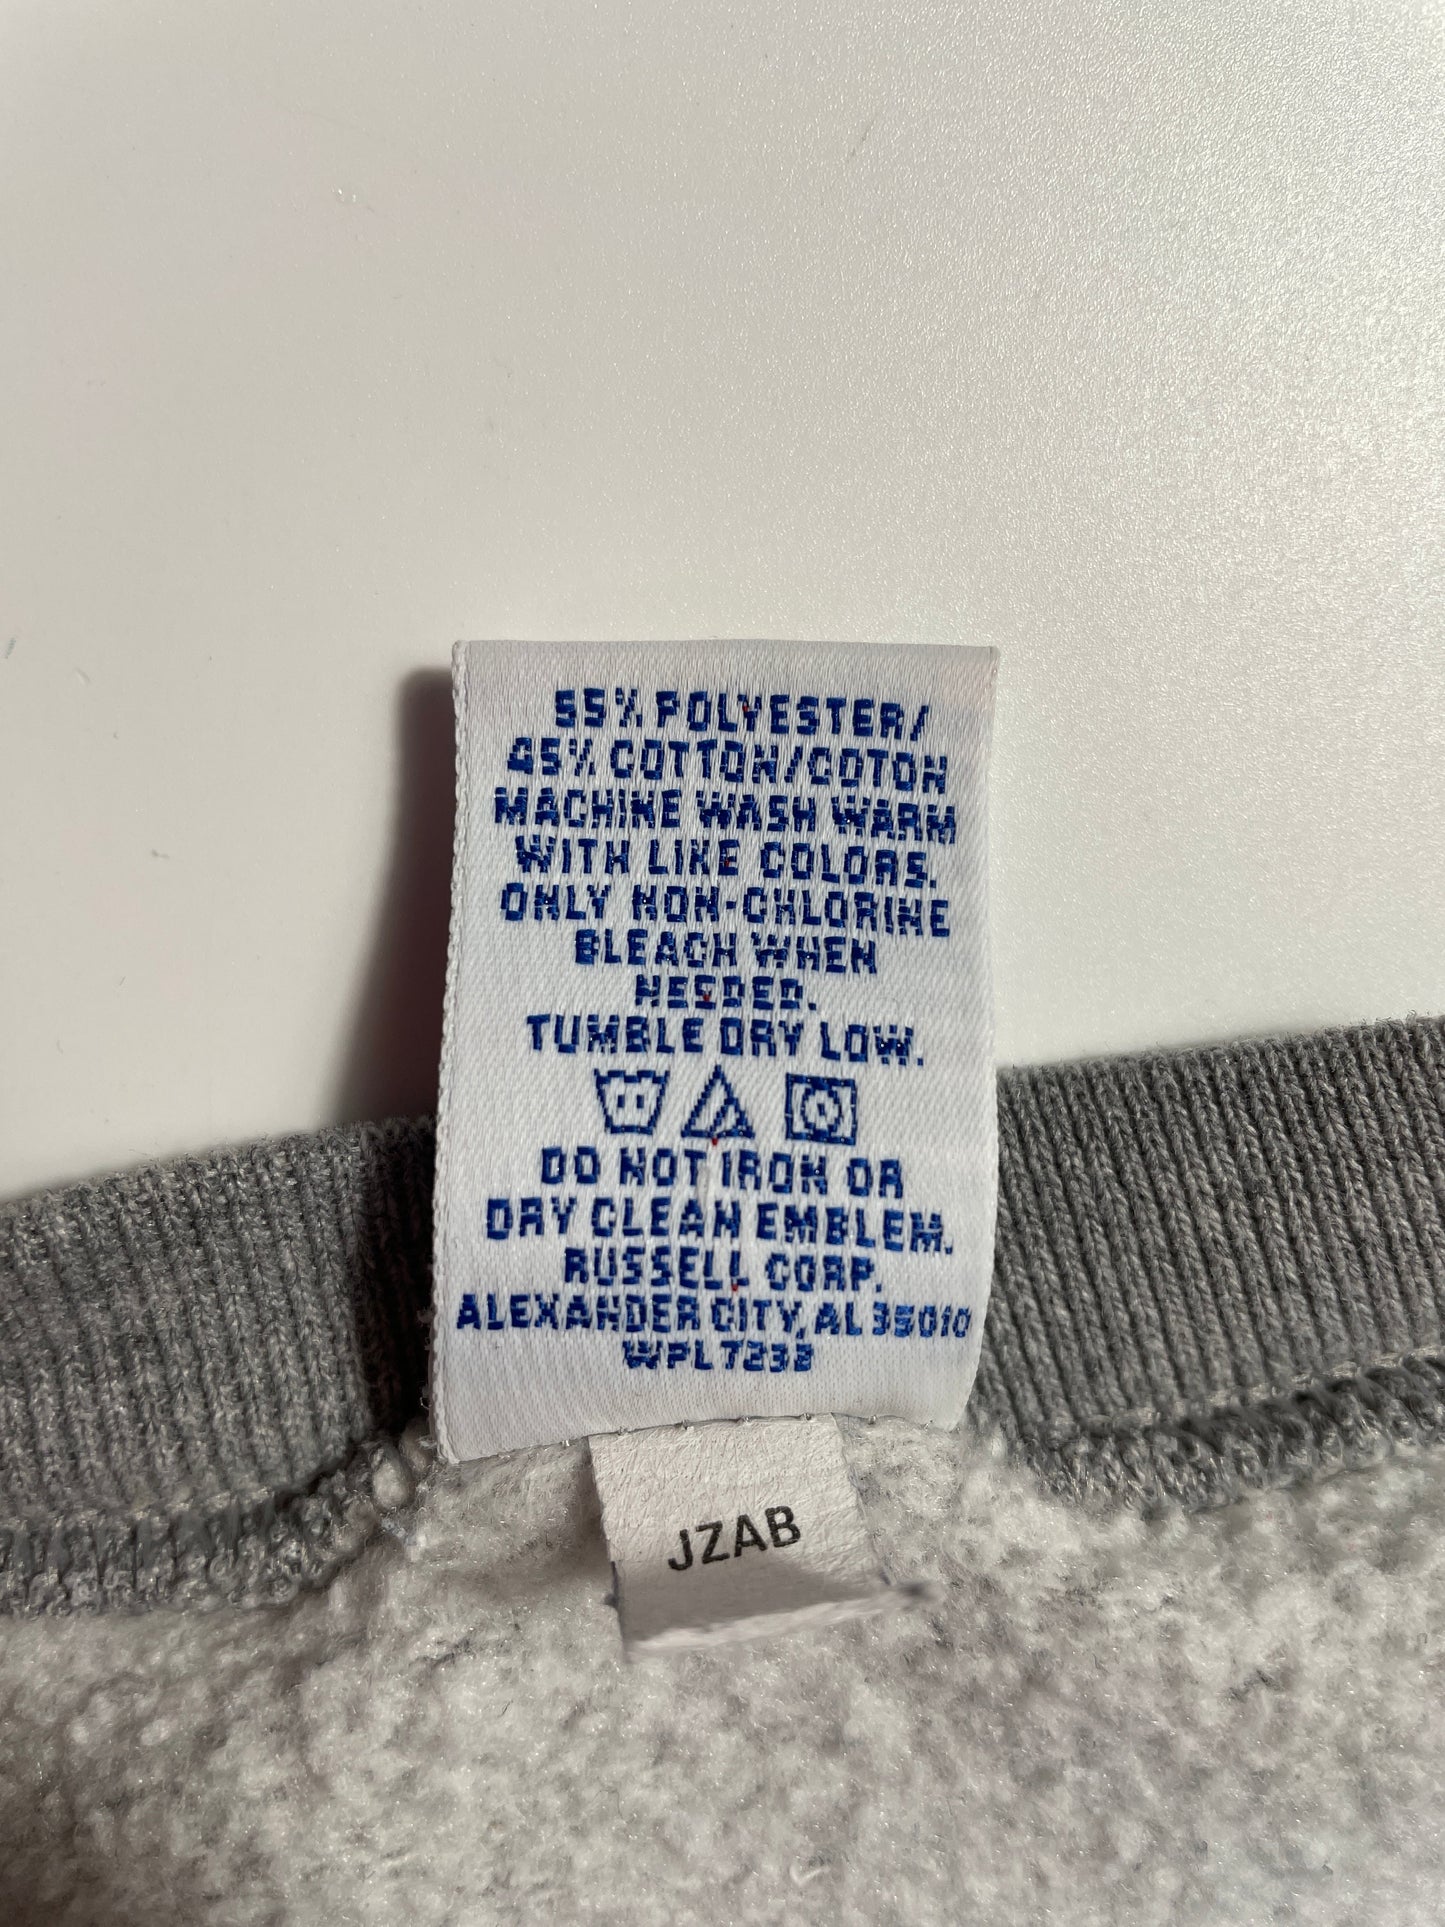 55% POLYESTER/
45% COTTON/COTON
MACHINE WASH WARM
WITH LIKE COLORS.
ONLY NON-CHLORINE
BLEACH WHEN
NEEDED.
TUMBLE DRY LOW.
DO NOT IRON OR
DRY CLEAN EMBLEM.
RUSSELL CORP.
ALEXANDER CITY, AL 35010
WPL 7232
JZAB